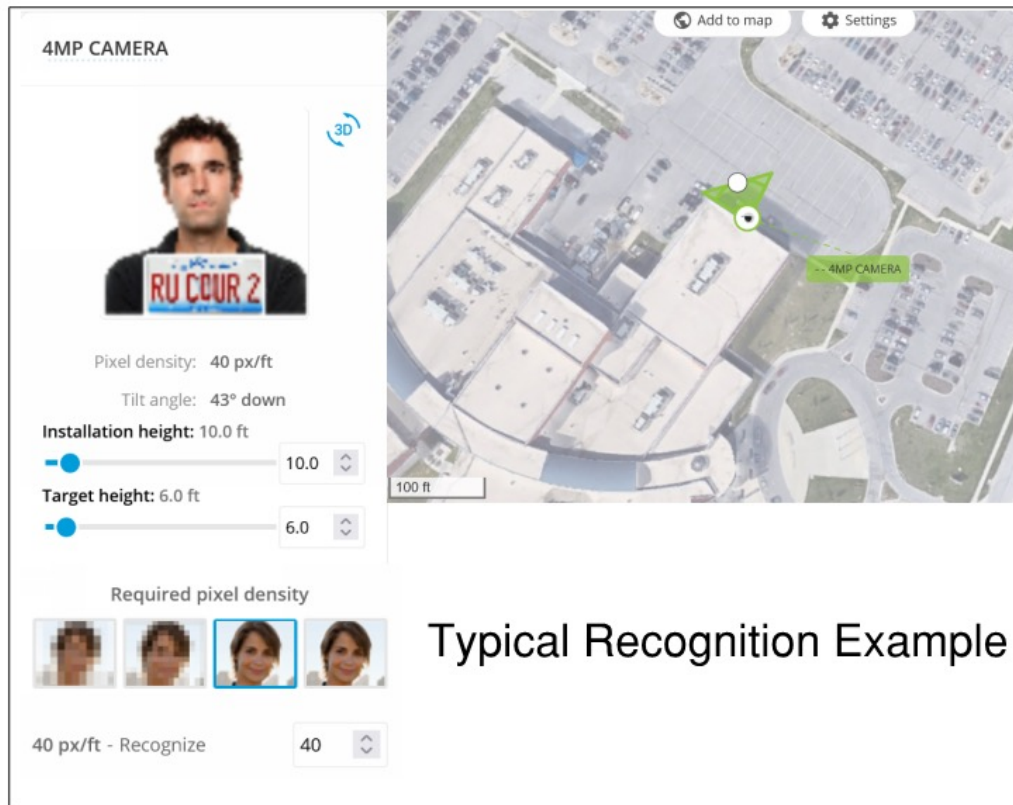 4MP CAMERA
3D
RU COUR 2
Pixel density: 40 px/ft
Tilt angle: 43° down
Installation height: 10.0 ft
10.0
Target height: 6.0 ft
6.0
Required pixel density
40 px/ft - Recognize
40
Add to map
Settings
-- 4MP CAMERA
100 ft
Typical Recognition Example